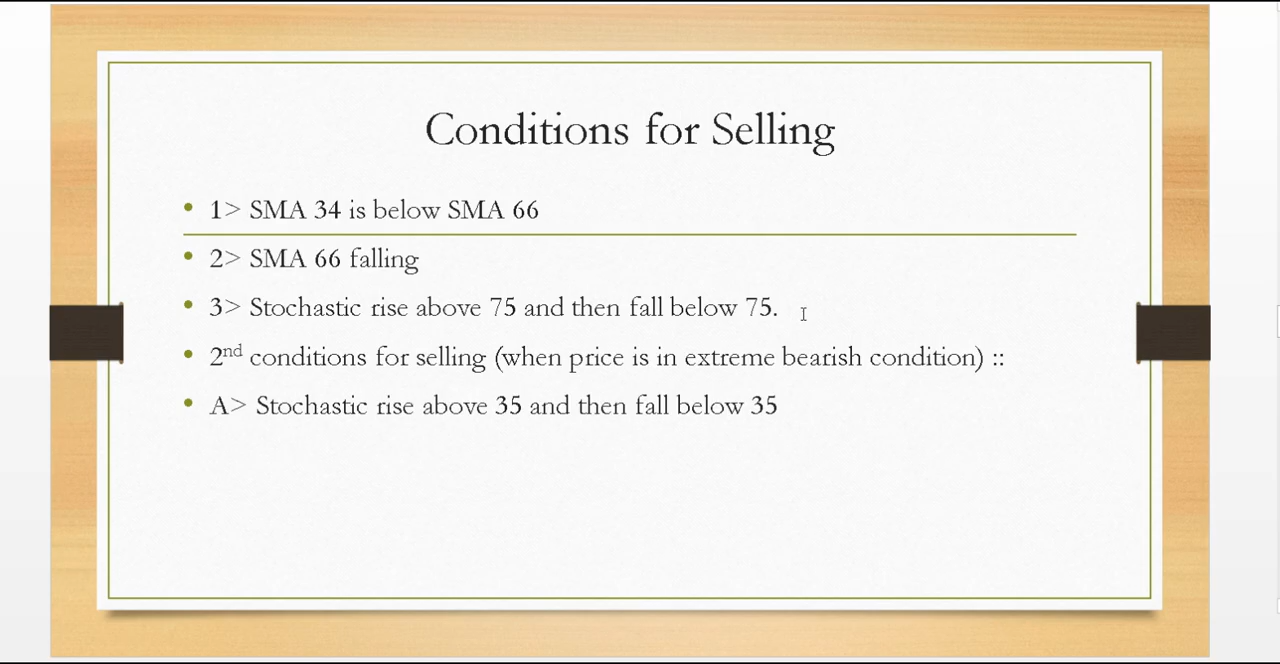 Conditions for Selling
• 1> SMA 34 is below SMA 66
• 2> SMA 66 falling
• 3> Stochastic rise above 75 and then fall below 75.
• 2nd conditions for selling (when price is in extreme bearish condition) ::
• A> Stochastic rise above 35 and then fall below 35